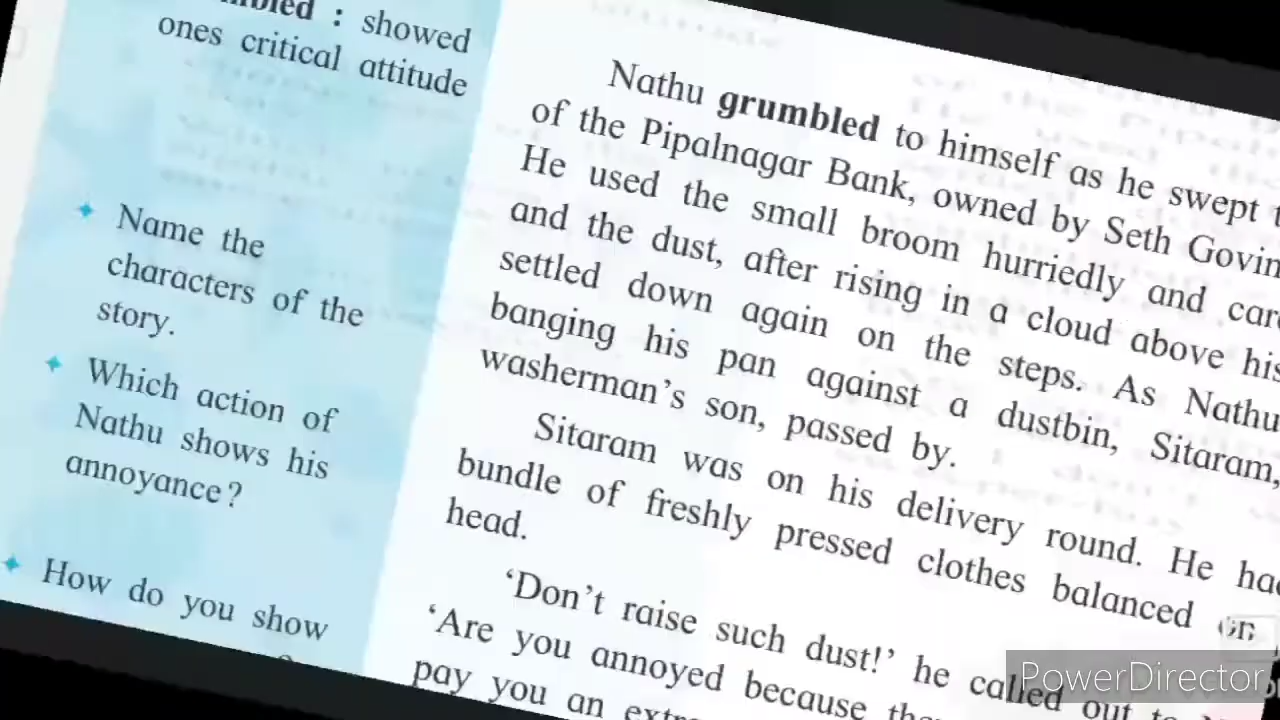 showed
ones critical attitude
✦ Name the
characters of the
story.
✦ Which action of
Nathu shows his
annoyance?
✦ How do you show
Nathu grumbled to himself as he swept
of the Pipalnagar Bank, owned by Seth
He used the small broom hurriedly and
and the dust, after rising in a cloud above his
settled down again on the steps. As Nathu
banging his pan against a dustbin, Sitaram,
washerman's son, passed by.
Sitaram was on his delivery round. He
bundle of freshly pressed clothes balanced on
head.
'Don't raise such dust!' he called out to
'Are you annoyed because
pay you an
PowerDirector